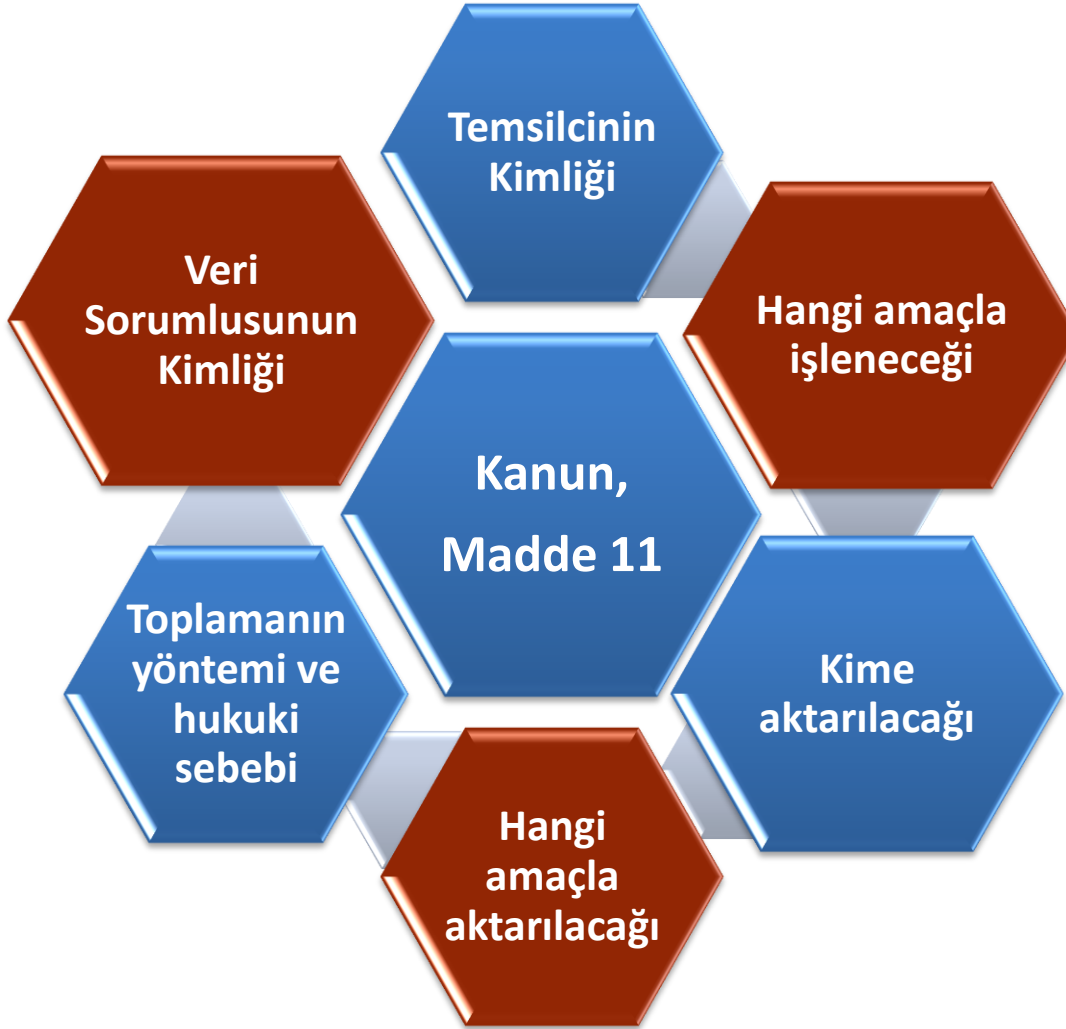 Temsilcinin
Kimliği
Veri
Sorumlusunun
Kimliği
Hangi amaçla
işleneceği
Kanun,
Madde 11
Toplamanın
yöntemi ve
hukuki
sebebi
Kime
aktarılacağı
Hangi
amaçla
aktarılacağı